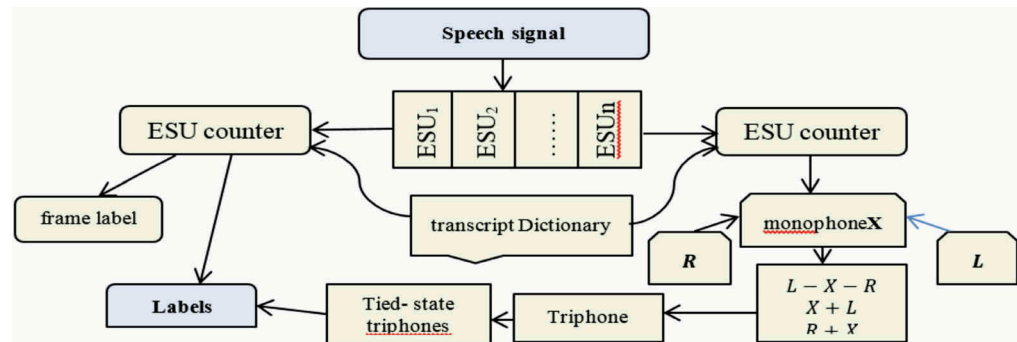 Speech signal
ESU counter
ESU₁
ESU₂
......
ESUn
ESU counter
frame label
transcript Dictionary
monophoneX
R
L
Labels
Tied- state
triphones
Triphone
L − X − R
X + L
R + X